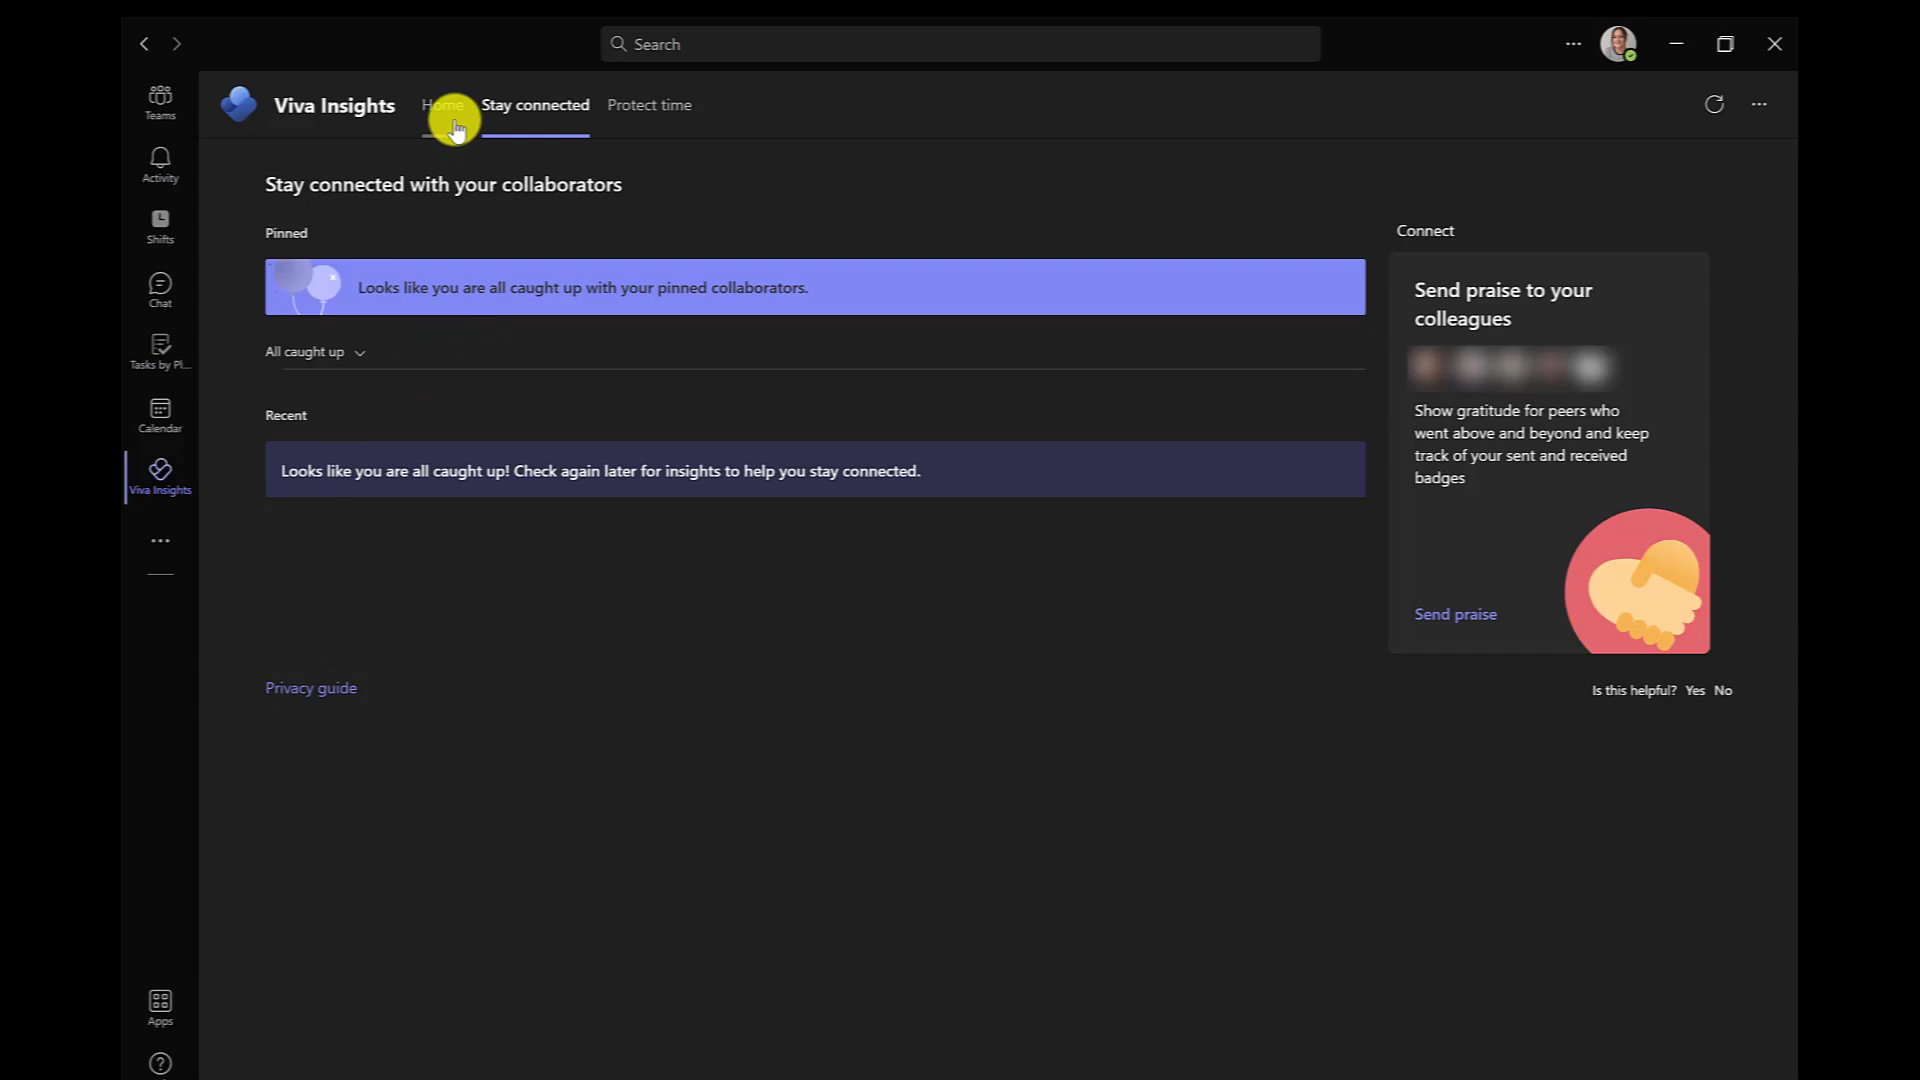 Search
Teams
Activity
Shifts
Chat
Tasks by Pl...
Calendar
Viva Insights
Apps
Viva Insights
Home
Stay connected
Protect time
Stay connected with your collaborators
Pinned
Looks like you are all caught up with your pinned collaborators.
All caught up
Recent
Looks like you are all caught up! Check again later for insights to help you stay connected.
Privacy guide
Connect
Send praise to your
colleagues
Show gratitude for peers who
went above and beyond and keep
track of your sent and received
badges
Send praise
Is this helpful? Yes No